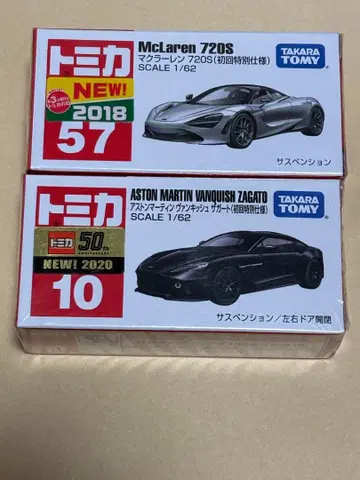 トミカ
McLaren 720S
マクラーレン 720S(初回特別仕様)
SCALE 1/62
TAKARA
TOMY
NEW!
2018
57
サスペンション
トミカ
ASTON MARTIN VANQUISH ZAGATO
アストンマーティン ヴァンキッシュ ザガート(初回特別仕様)
SCALE 1/62
TAKARA
TOMY
トミカ 50th
ANNIVERSARY
NEW! 2020
10
サスペンション/左右ドア開閉